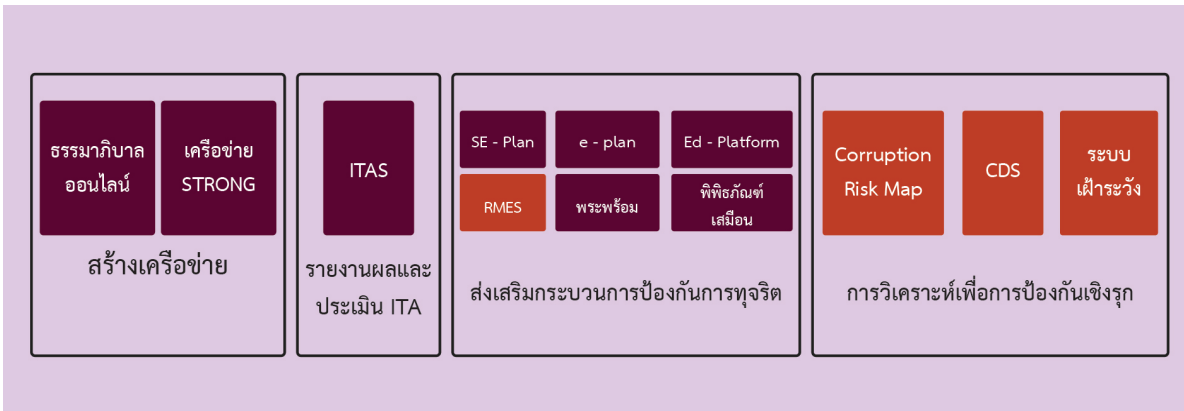 ธรรมาภิบาล
ออนไลน์
เครือข่าย
STRONG
สร้างเครือข่าย
ITAS
รายงานผลและ
ประเมิน ITA
SE - Plan
e - plan
Ed - Platform
RMES
พระพร้อม
พิพิธภัณฑ์
เสมือน
ส่งเสริมกระบวนการป้องกันการทุจริต
Corruption
Risk Map
CDS
ระบบ
เฝ้าระวัง
การวิเคราะห์เพื่อการป้องกันเชิงรุก